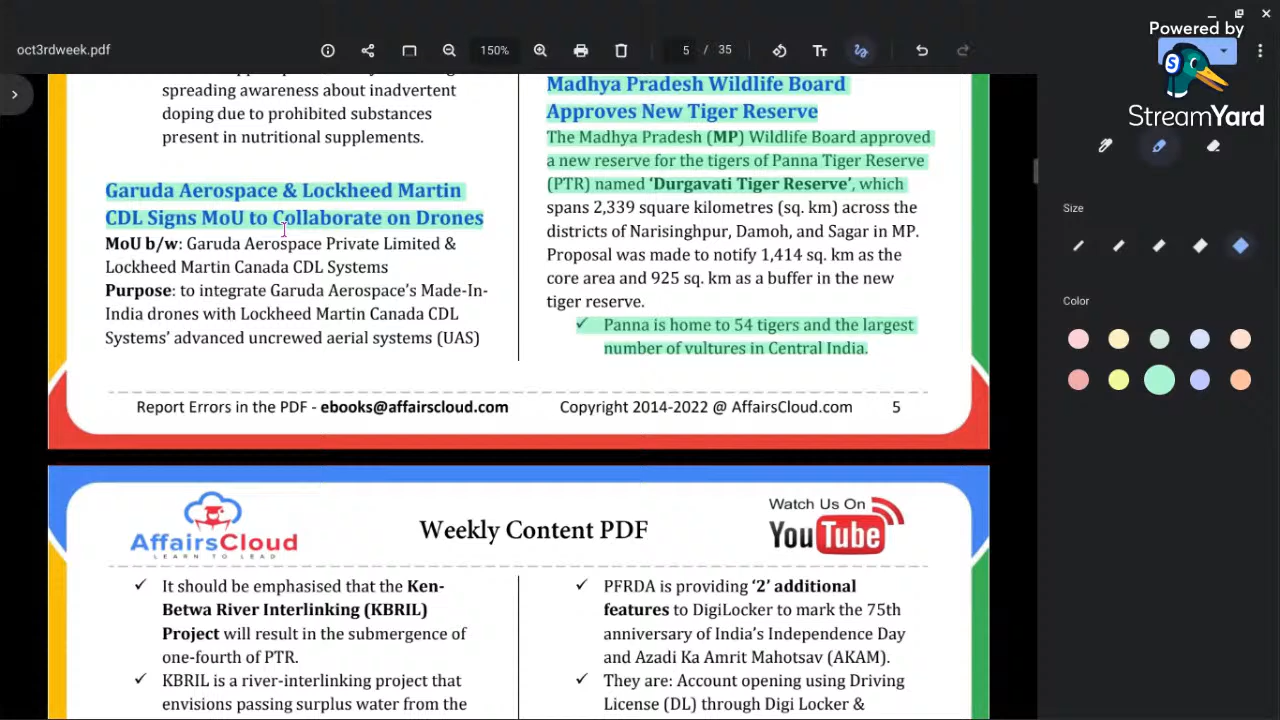 oct3rdweek.pdf
150%
5 / 35
Powered by
StreamYard
spreading awareness about inadvertent
doping due to prohibited substances
present in nutritional supplements.
Garuda Aerospace & Lockheed Martin
CDL Signs MoU to Collaborate on Drones
MoU b/w: Garuda Aerospace Private Limited &
Lockheed Martin Canada CDL Systems
Purpose: to integrate Garuda Aerospace's Made-In-
India drones with Lockheed Martin Canada CDL
Systems' advanced uncrewed aerial systems (UAS)
Madhya Pradesh Wildlife Board
Approves New Tiger Reserve
The Madhya Pradesh (MP) Wildlife Board approved
a new reserve for the tigers of Panna Tiger Reserve
(PTR) named 'Durgavati Tiger Reserve', which
spans 2,339 square kilometres (sq. km) across the
districts of Narisinghpur, Damoh, and Sagar in MP.
Proposal was made to notify 1,414 sq. km as the
core area and 925 sq. km as a buffer in the new
tiger reserve.
✓ Panna is home to 54 tigers and the largest
number of vultures in Central India.
Report Errors in the PDF - ebooks@affairscloud.com
Copyright 2014-2022 @ AffairsCloud.com
5
AffairsCloud
LEARN TO LEAD
Weekly Content PDF
Watch Us On
YouTube
✓ It should be emphasised that the Ken-
Betwa River Interlinking (KBRIL)
Project will result in the submergence of
one-fourth of PTR.
✓ KBRIL is a river-interlinking project that
envisions passing surplus water from the
✓ PFRDA is providing '2' additional
features to DigiLocker to mark the 75th
anniversary of India's Independence Day
and Azadi Ka Amrit Mahotsav (AKAM).
✓ They are: Account opening using Driving
License (DL) through Digi Locker &
Size
Color